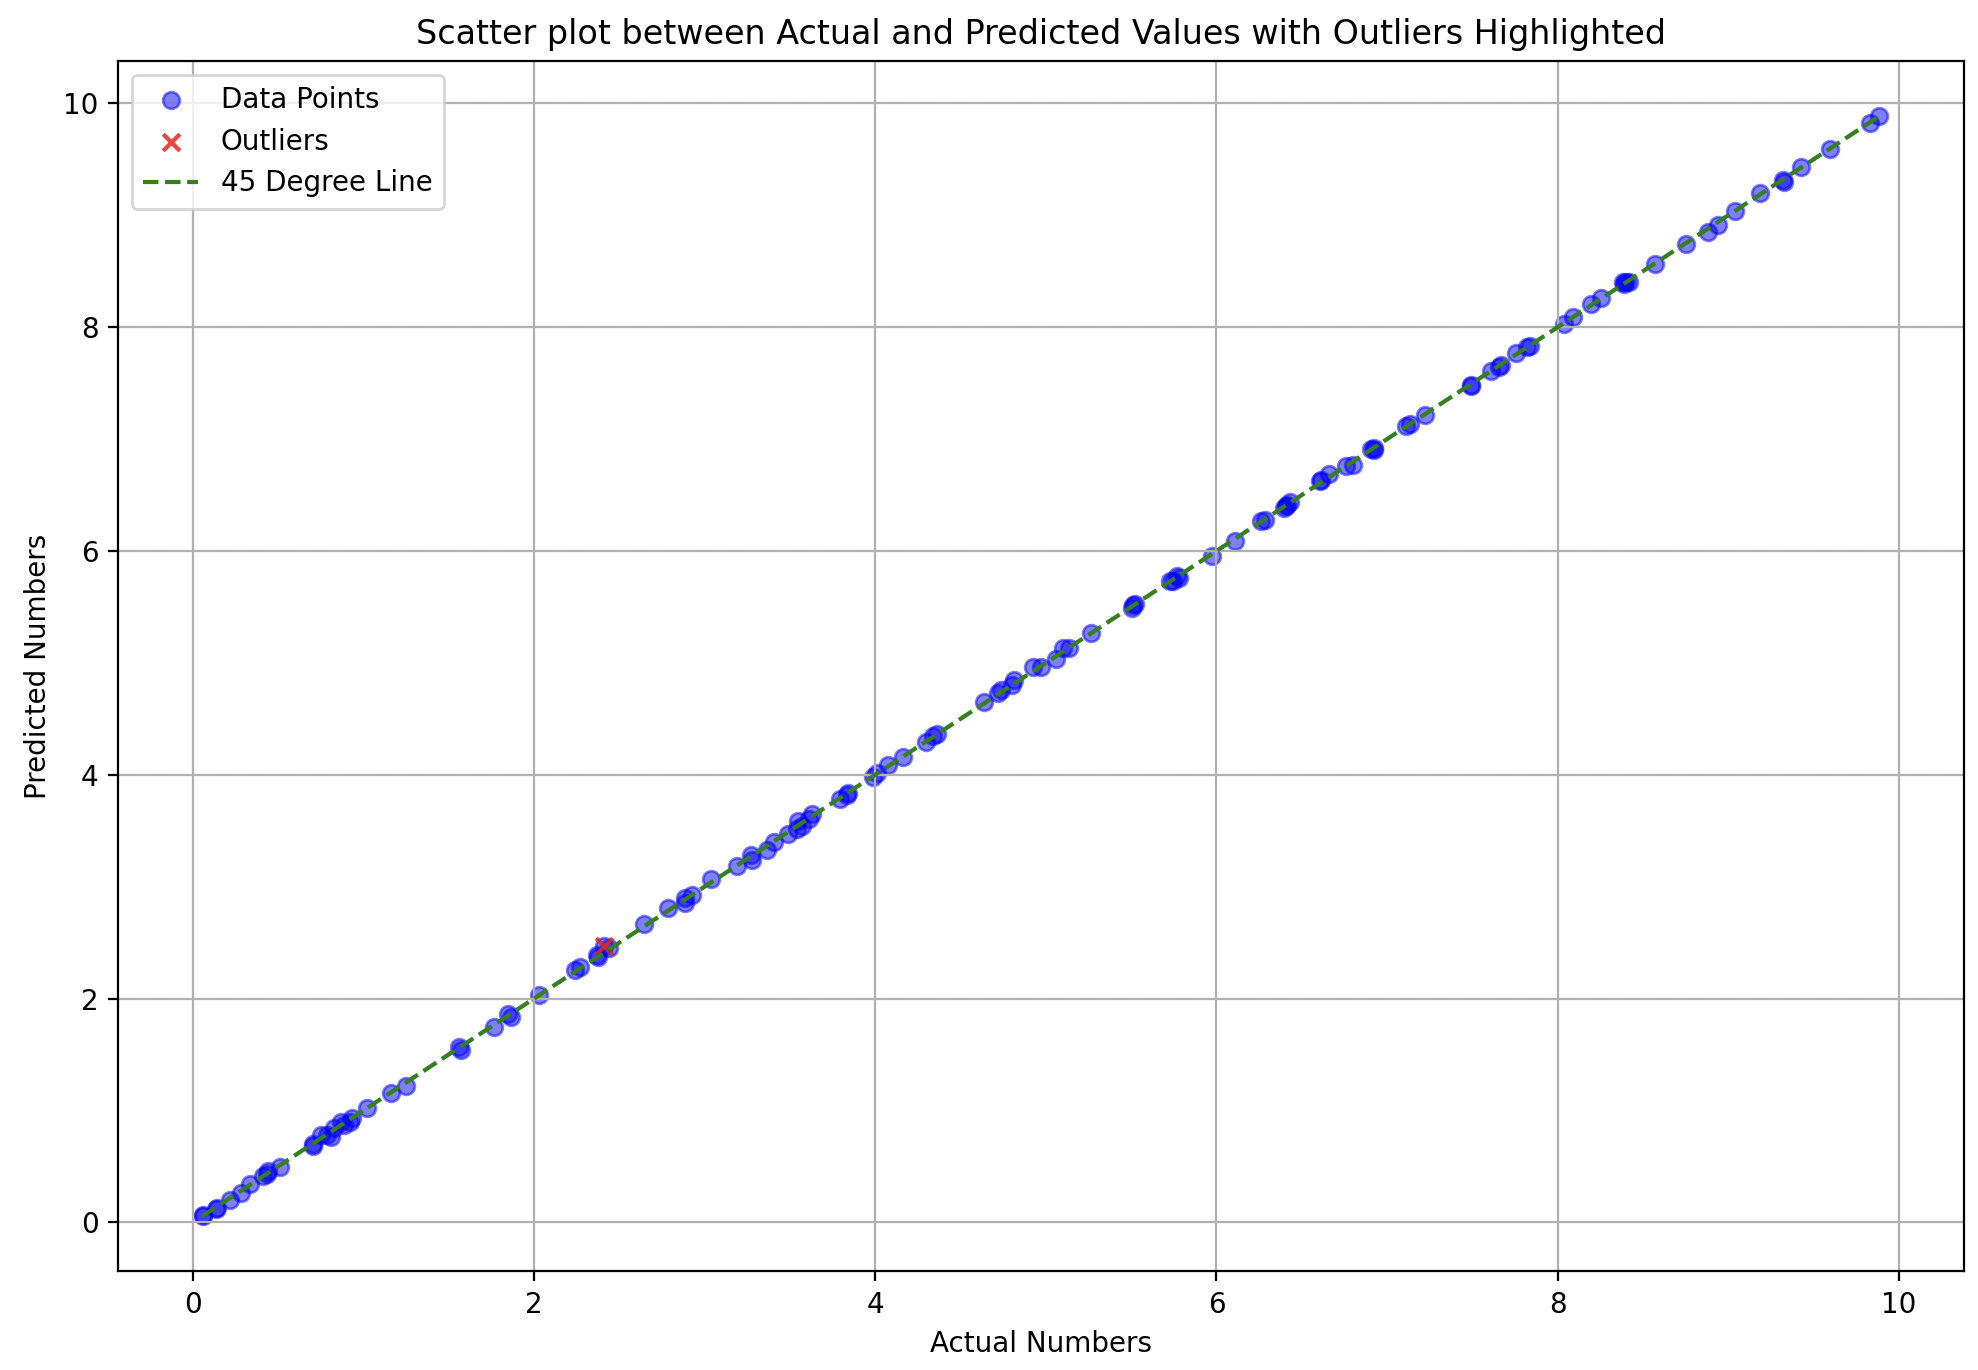 Scatter plot between Actual and Predicted Values with Outliers Highlighted
Data Points
Outliers
45 Degree Line
10
8
6
4
2
0
Predicted Numbers
0 2 4 6 8 10
Actual Numbers